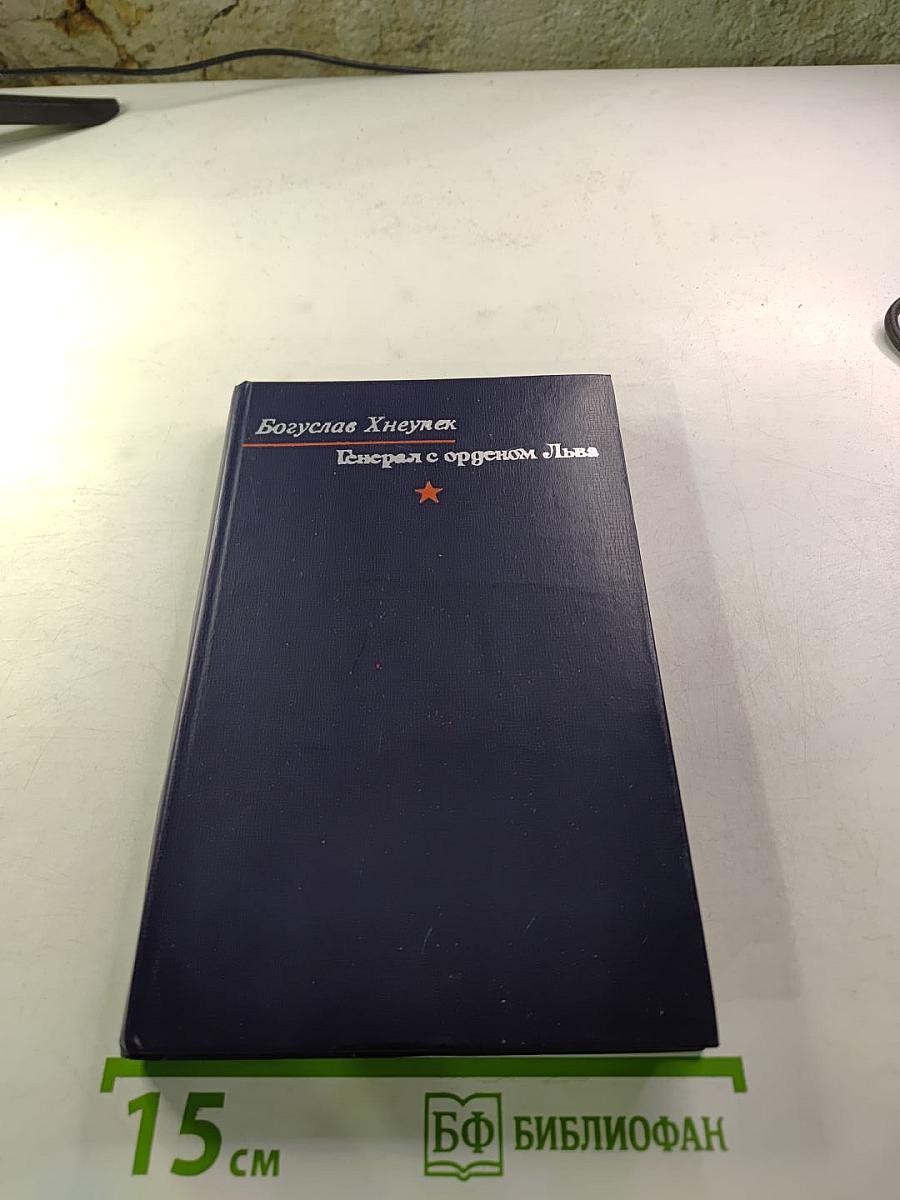 Богуслав Хнеупек
Генерал с орденом Льва
15 см
БФ БИБЛИОФАН